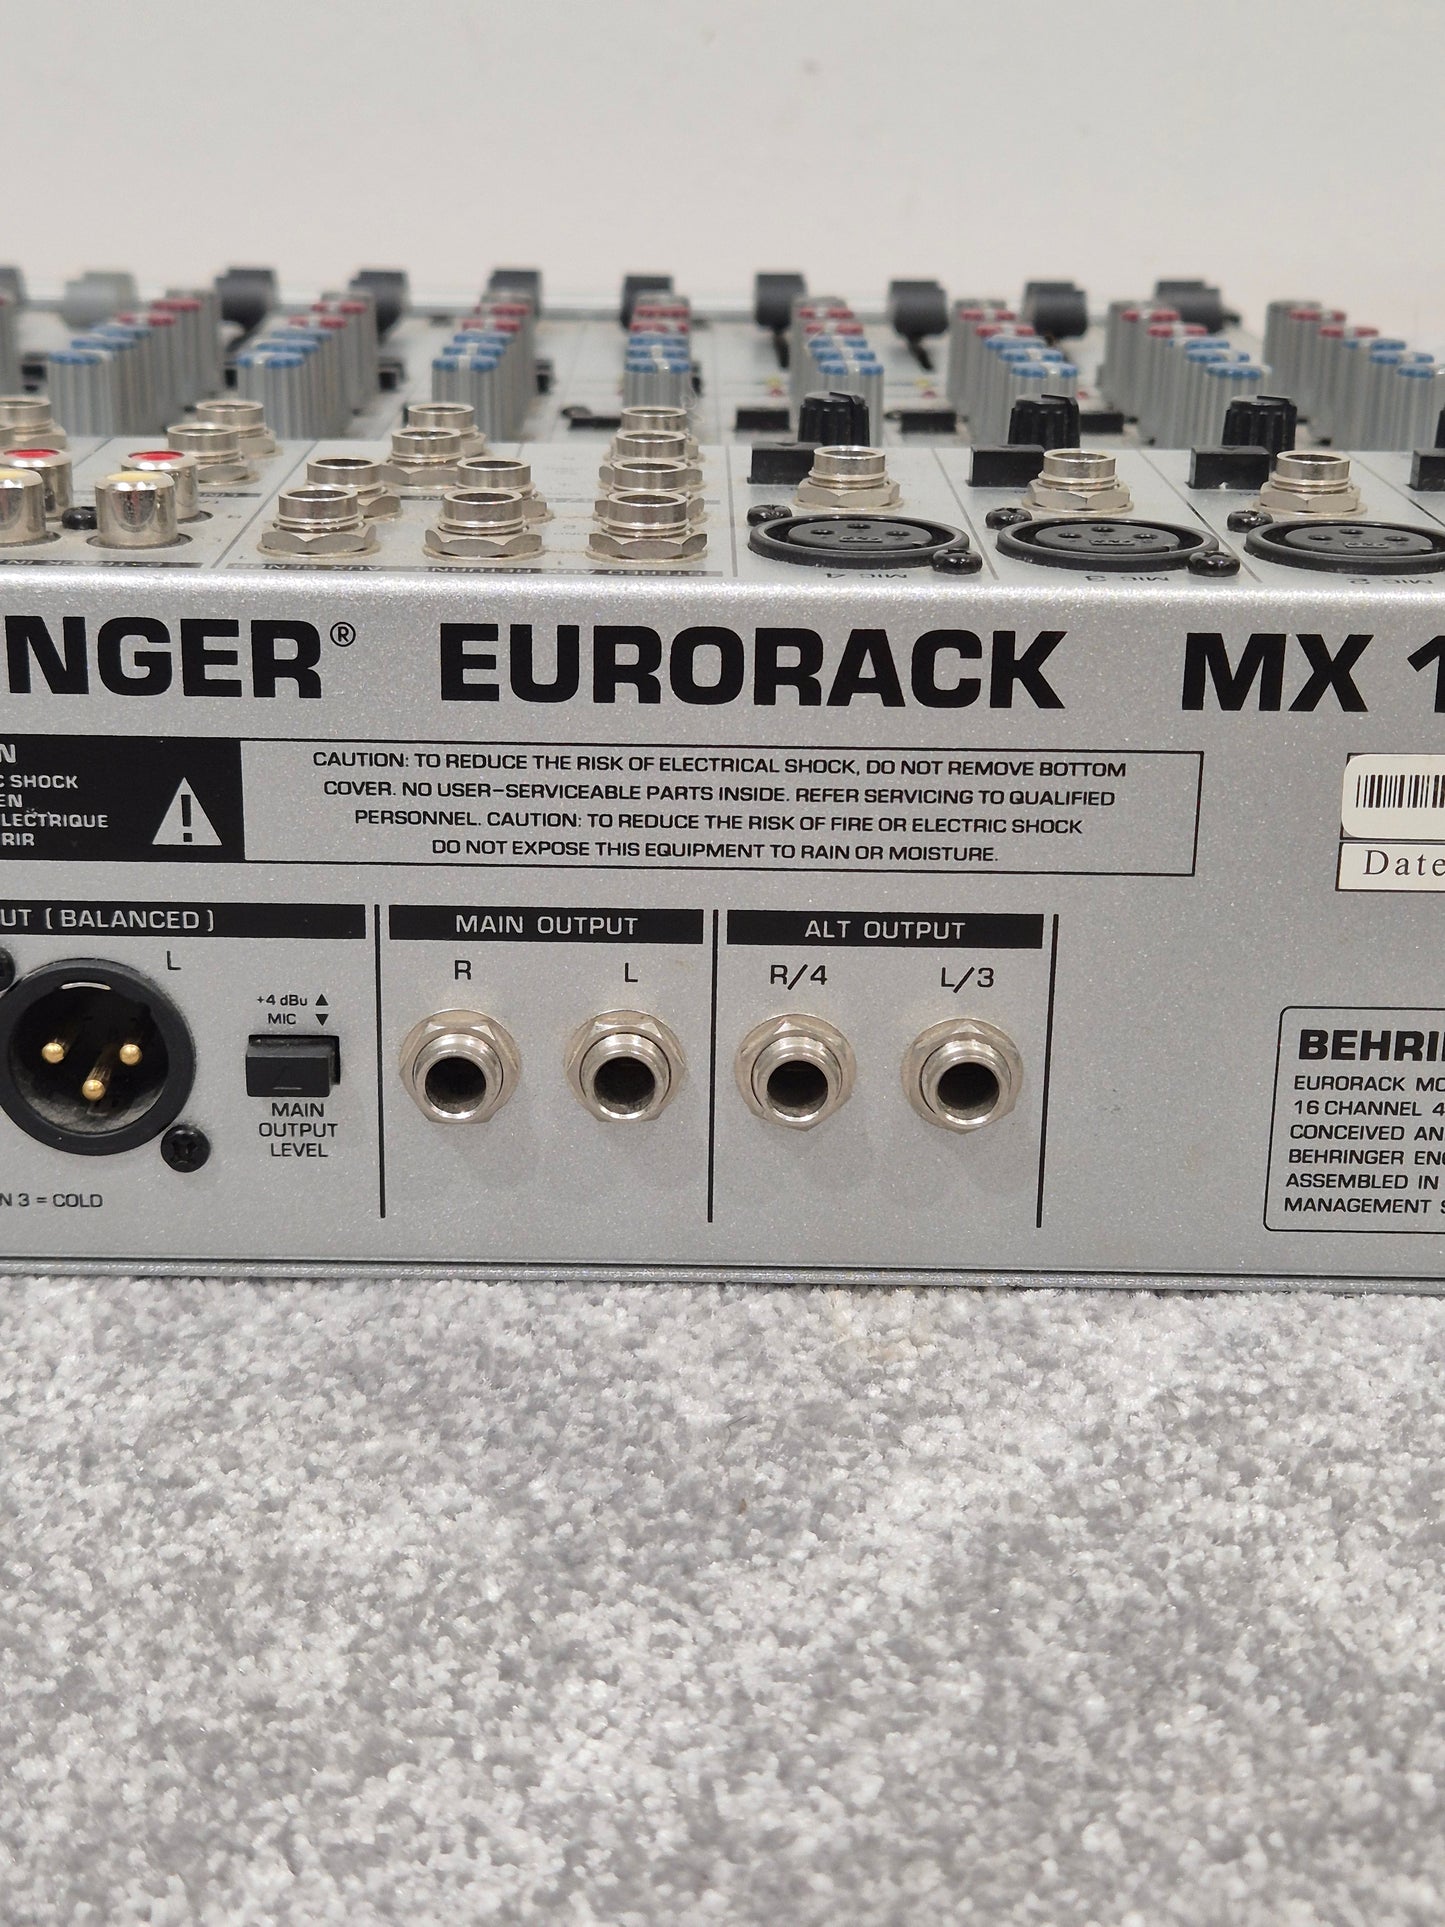 NGER® EURORACK MX 1
N
C SHOCK
EN
LECTRIQUE
RIR
CAUTION: TO REDUCE THE RISK OF ELECTRICAL SHOCK, DO NOT REMOVE BOTTOM
COVER. NO USER-SERVICEABLE PARTS INSIDE. REFER SERVICING TO QUALIFIED
PERSONNEL. CAUTION: TO REDUCE THE RISK OF FIRE OR ELECTRIC SHOCK
DO NOT EXPOSE THIS EQUIPMENT TO RAIN OR MOISTURE.
Date
UT (BALANCED)
L
+4 dBu ▲
MIC ▼
MAIN
OUTPUT
LEVEL
N 3 = COLD
MAIN OUTPUT
R L
ALT OUTPUT
R/4 L/3
BEHRI
EURORACK MO
16 CHANNEL 4
CONCEIVED AN
BEHRINGER ENG
ASSEMBLED IN
MANAGEMENT S
MIC 4
MIC 3
MIC 2